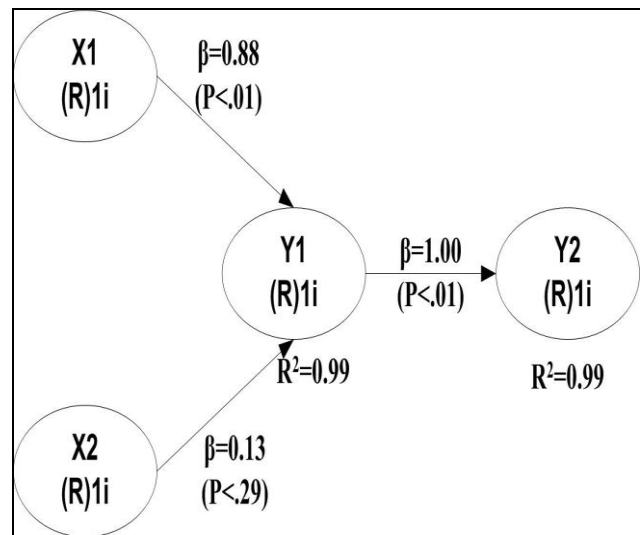 X1
(R)1i
β=0.88
(P<.01)
Y1
(R)1i
R²=0.99
β=1.00
(P<.01)
Y2
(R)1i
R²=0.99
X2
(R)1i
β=0.13
(P<.29)